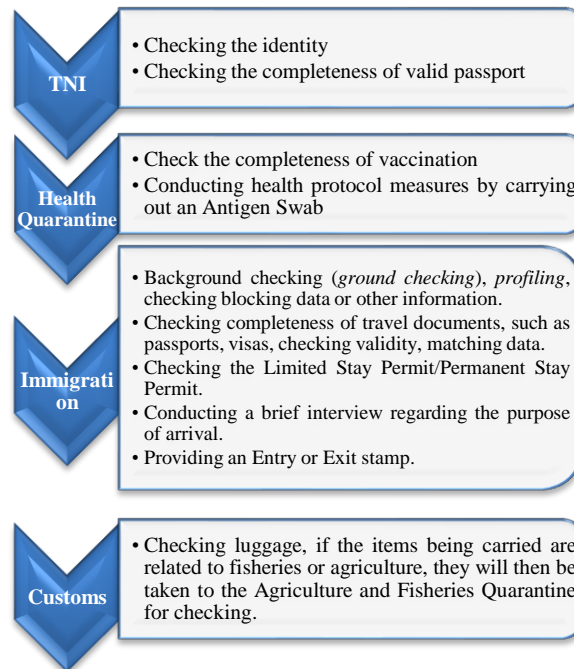 TNI
• Checking the identity
• Checking the completeness of valid passport
Health
Quarantine
• Check the completeness of vaccination
• Conducting health protocol measures by carrying
out an Antigen Swab
Immigrati
on
• Background checking (ground checking), profiling,
checking blocking data or other information.
• Checking completeness of travel documents, such as
passports, visas, checking validity, matching data.
• Checking the Limited Stay Permit/Permanent Stay
Permit.
• Conducting a brief interview regarding the purpose
of arrival.
• Providing an Entry or Exit stamp.
Customs
• Checking luggage, if the items being carried are
related to fisheries or agriculture, they will then be
taken to the Agriculture and Fisheries Quarantine
for checking.